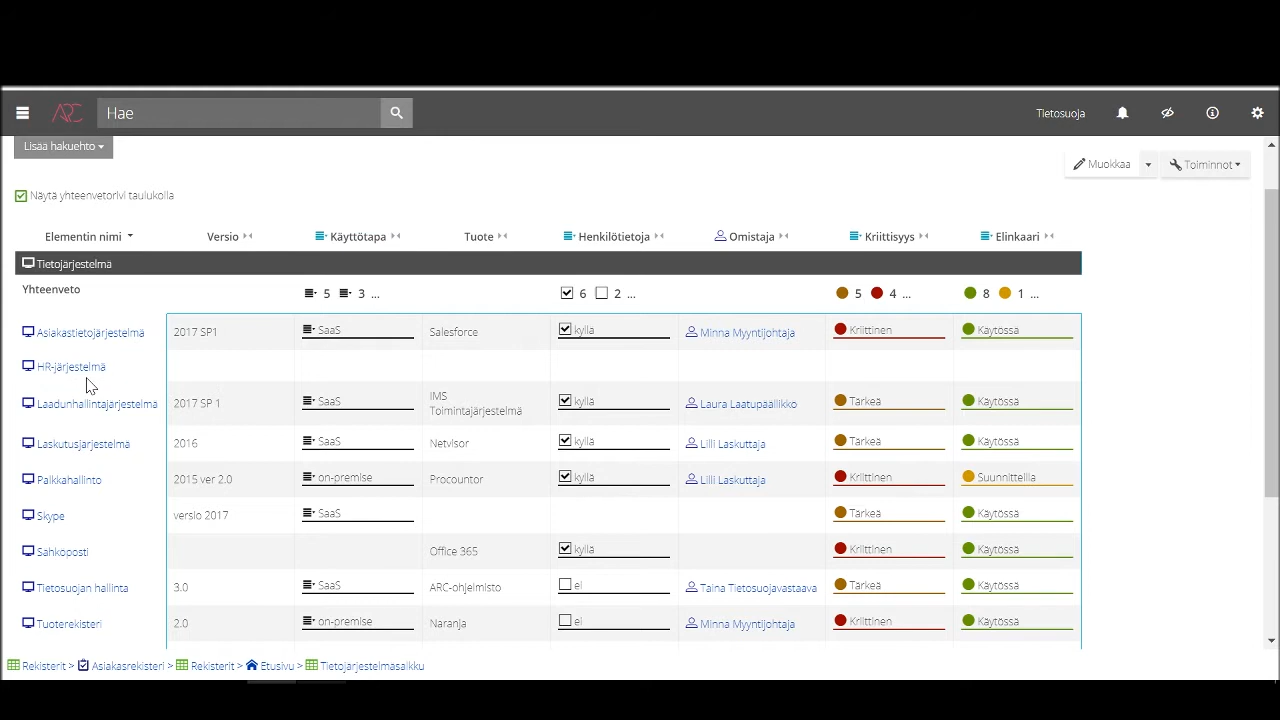 ARC Hae Tietosuoja
Lisää hakuehto
Muokkaa Toiminnot
Näytä yhteenvetorivi taulukolla
Elementin nimi Versio Käyttötapa Tuote Henkilötietoja Omistaja Kriittisyys Elinkaari
Tietojärjestelmä
Yhteenveto 5 3 ... 6 2 ... 5 4 ... 8 1 ...
Asiakastietojärjestelmä 2017 SP1 SaaS Salesforce kyllä Minna Myyntijohtaja Kriittinen Käytössä
HR-järjestelmä
Laadunhallintajärjestelmä 2017 SP 1 SaaS IMS Toimintajärjestelmä kyllä Laura Laatupäällikkö Tärkeä Käytössä
Laskutusjärjestelmä 2016 SaaS Netvisor kyllä Lilli Laskuttaja Tärkeä Käytössä
Palkkahallinto 2015 ver 2.0 on-premise Procountor kyllä Lilli Laskuttaja Kriittinen Suunnitteilla
Skype versio 2017 SaaS Tärkeä Käytössä
Sähköposti Office 365 kyllä Kriittinen Käytössä
Tietosuojan hallinta 3.0 SaaS ARC-ohjelmisto ei Taina Tietosuojavastaava Tärkeä Käytössä
Tuoterekisteri 2.0 on-premise Naranja ei Minna Myyntijohtaja Kriittinen Käytössä
Rekisterit > Asiakasrekisteri > Rekisterit > Etusivu > Tietojärjestelmäsalkku